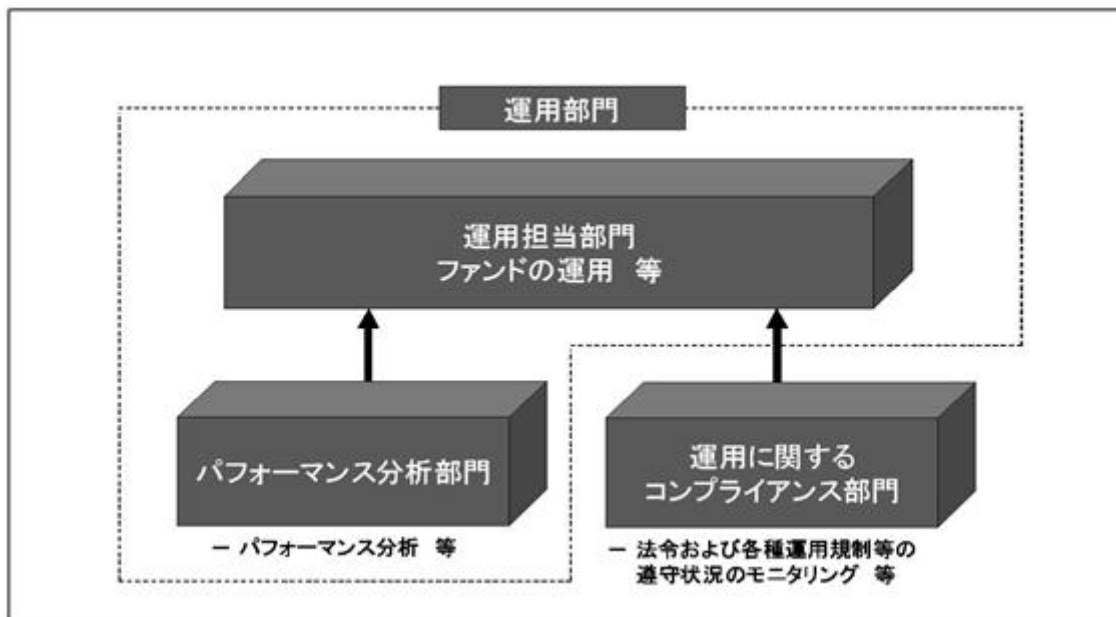 運用部門
運用担当部門
ファンドの運用 等
パフォーマンス分析部門
運用に関する
コンプライアンス部門
－ パフォーマンス分析 等
－ 法令および各種運用規制等の
遵守状況のモニタリング 等